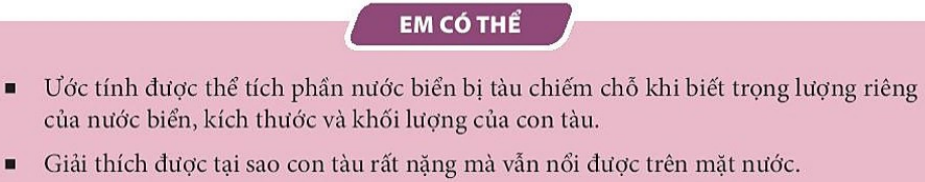 EM CÓ THỂ
▪ Ước tính được thể tích phần nước biển bị tàu chiếm chỗ khi biết trọng lượng riêng
của nước biển, kích thước và khối lượng của con tàu.
▪ Giải thích được tại sao con tàu rất nặng mà vẫn nổi được trên mặt nước.